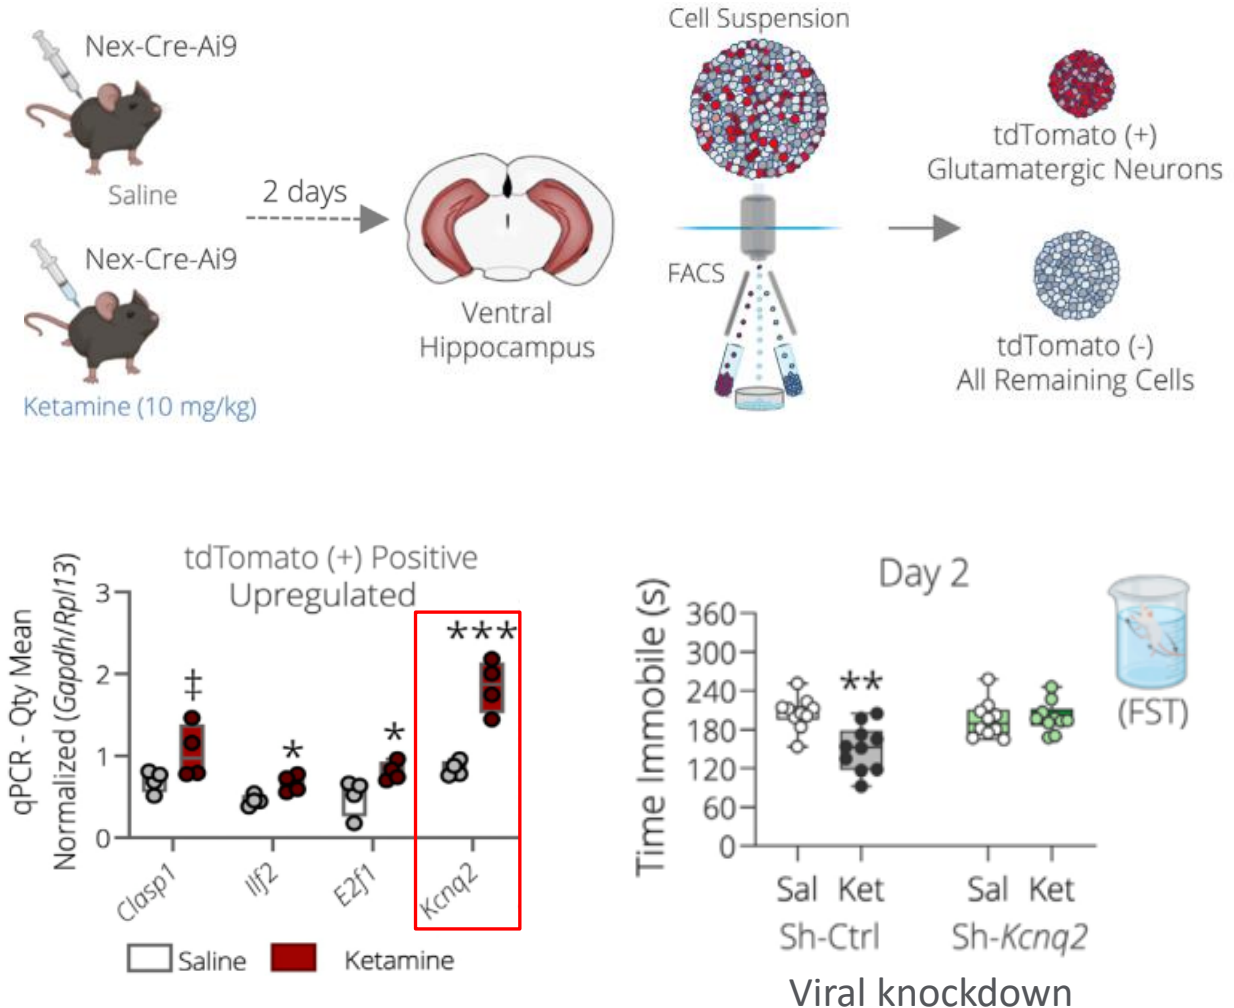 Nex-Cre-Ai9
Saline
Nex-Cre-Ai9
Ketamine (10 mg/kg)
2 days
Ventral
Hippocampus
Cell Suspension
FACS
tdTomato (+)
Glutamatergic Neurons
tdTomato (-)
All Remaining Cells
tdTomato (+) Positive
Upregulated
qPCR - Qty Mean
Normalized (Gapdh/Rpl13)
3
2
1
0
‡
*
*
***
Clasp1
Ilf2
E2f1
Kcnq2
Saline
Ketamine
Day 2
Time Immobile (s)
360
300
240
180
120
60
0
**
(FST)
Sal Ket
Sal Ket
Sh-Ctrl
Sh-Kcnq2
Viral knockdown